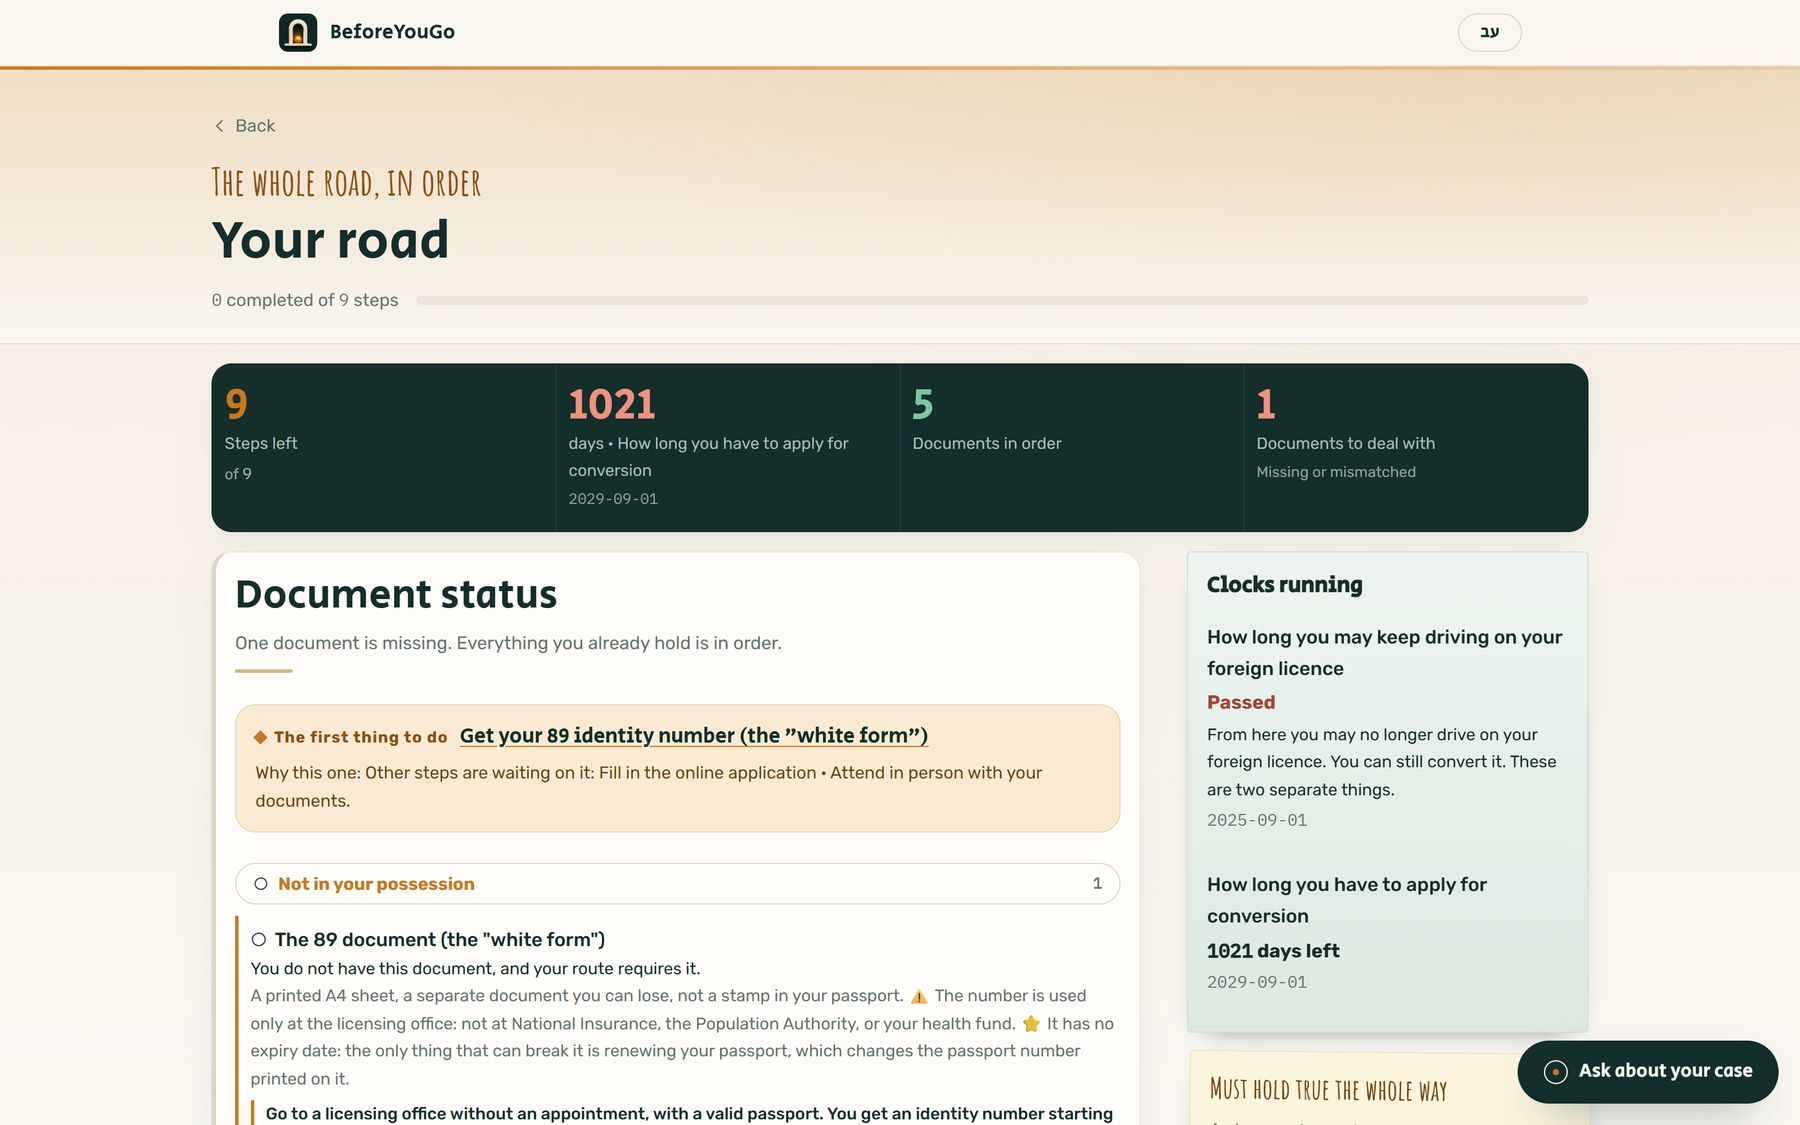 BeforeYouGo
עב
Back
The whole road, in order
Your road
0 completed of 9 steps
9
Steps left
of 9
1021
days • How long you have to apply for
conversion
2029-09-01
5
Documents in order
1
Documents to deal with
Missing or mismatched
Document status
One document is missing. Everything you already hold is in order.
◆ The first thing to do Get your 89 identity number (the ”white form”)
Why this one: Other steps are waiting on it: Fill in the online application • Attend in person with your
documents.
Not in your possession 1
The 89 document (the "white form")
You do not have this document, and your route requires it.
A printed A4 sheet, a separate document you can lose, not a stamp in your passport. ⚠️ The number is used
only at the licensing office: not at National Insurance, the Population Authority, or your health fund. ⭐ It has no
expiry date: the only thing that can break it is renewing your passport, which changes the passport number
printed on it.
Go to a licensing office without an appointment, with a valid passport. You get an identity number starting
Clocks running
How long you may keep driving on your
foreign licence
Passed
From here you may no longer drive on your
foreign licence. You can still convert it. These
are two separate things.
2025-09-01
How long you have to apply for
conversion
1021 days left
2029-09-01
Must hold true the whole way
Ask about your case